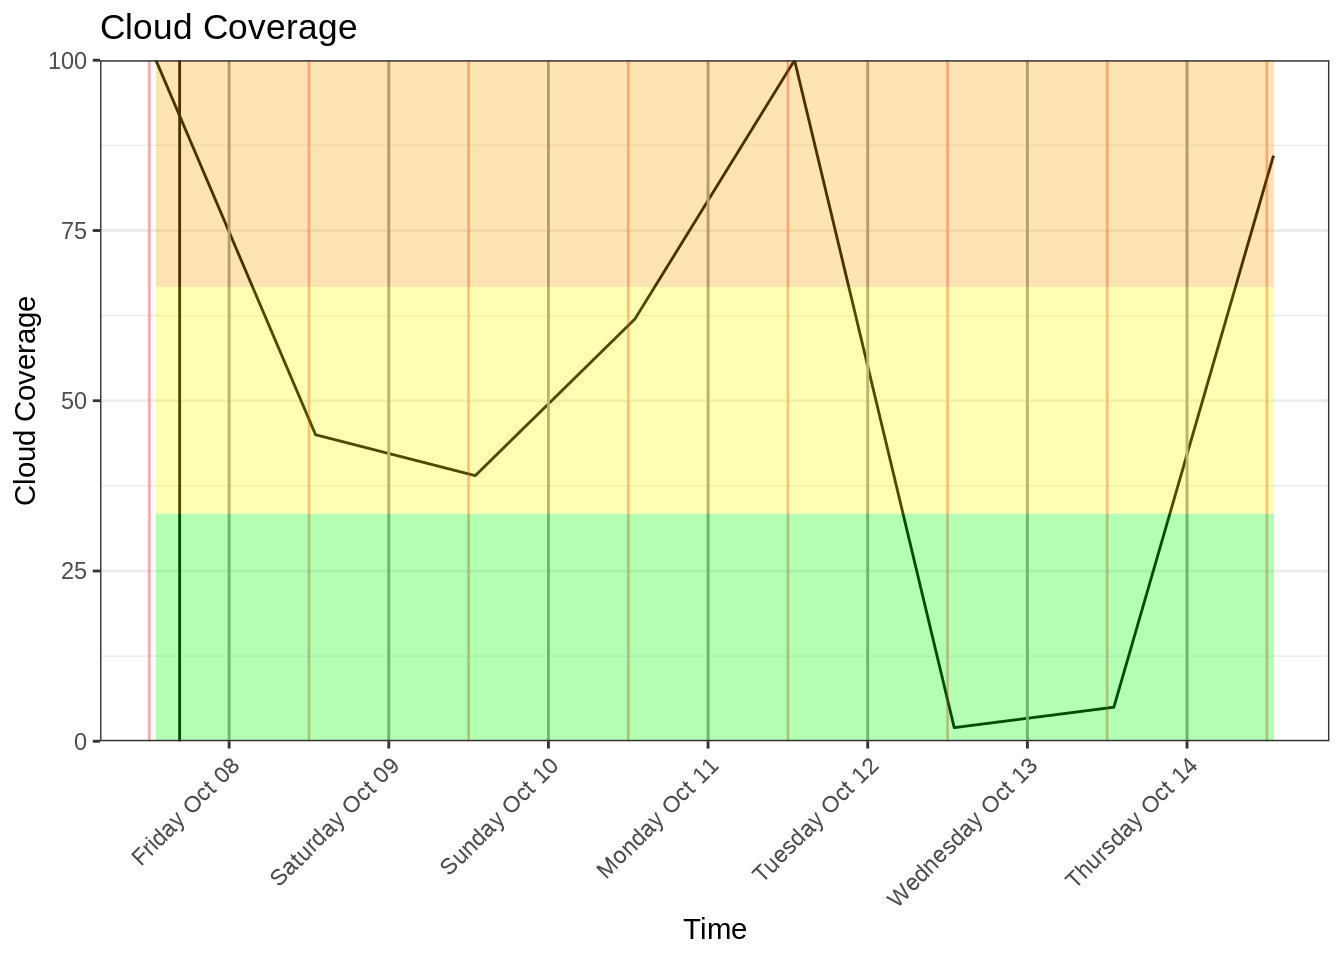 Cloud Coverage
100
75
50
25
0
Cloud Coverage
Friday Oct 08
Saturday Oct 09
Sunday Oct 10
Monday Oct 11
Tuesday Oct 12
Wednesday Oct 13
Thursday Oct 14
Time